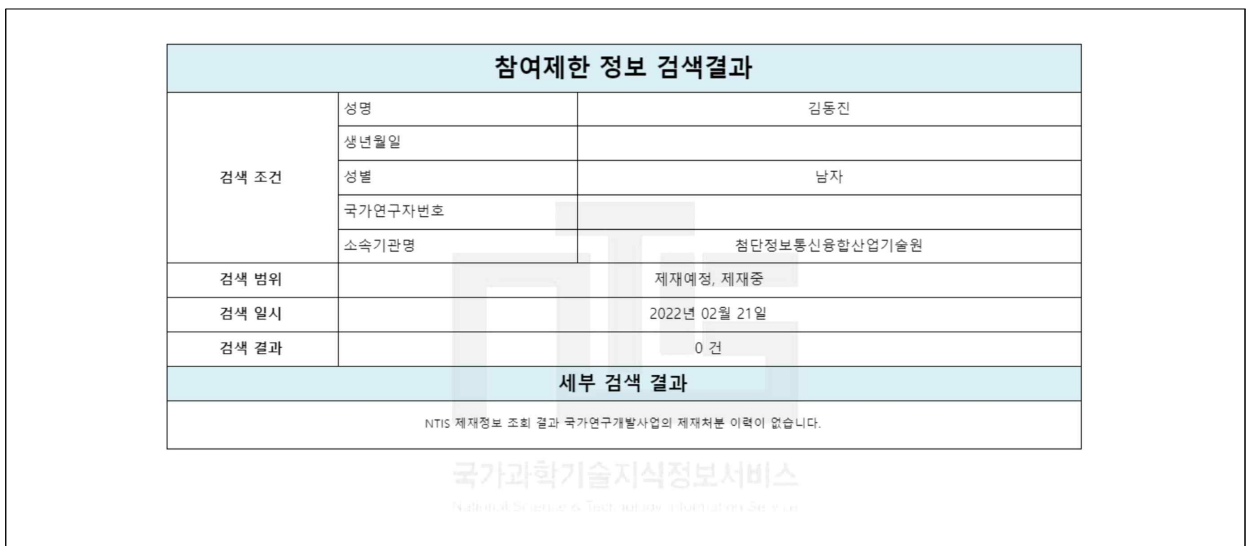 참여제한 정보 검색결과
검색 조건
성명 김동진
생년월일
성별 남자
국가연구자번호
소속기관명 첨단정보통신융합산업기술원
검색 범위 제재예정, 제재중
검색 일시 2022년 02월 21일
검색 결과 0 건
세부 검색 결과
NTIS 제재정보 조회 결과 국가연구개발사업의 제재처분 이력이 없습니다.
NTIS
국가과학기술지식정보서비스
National Science & Technology Information Service